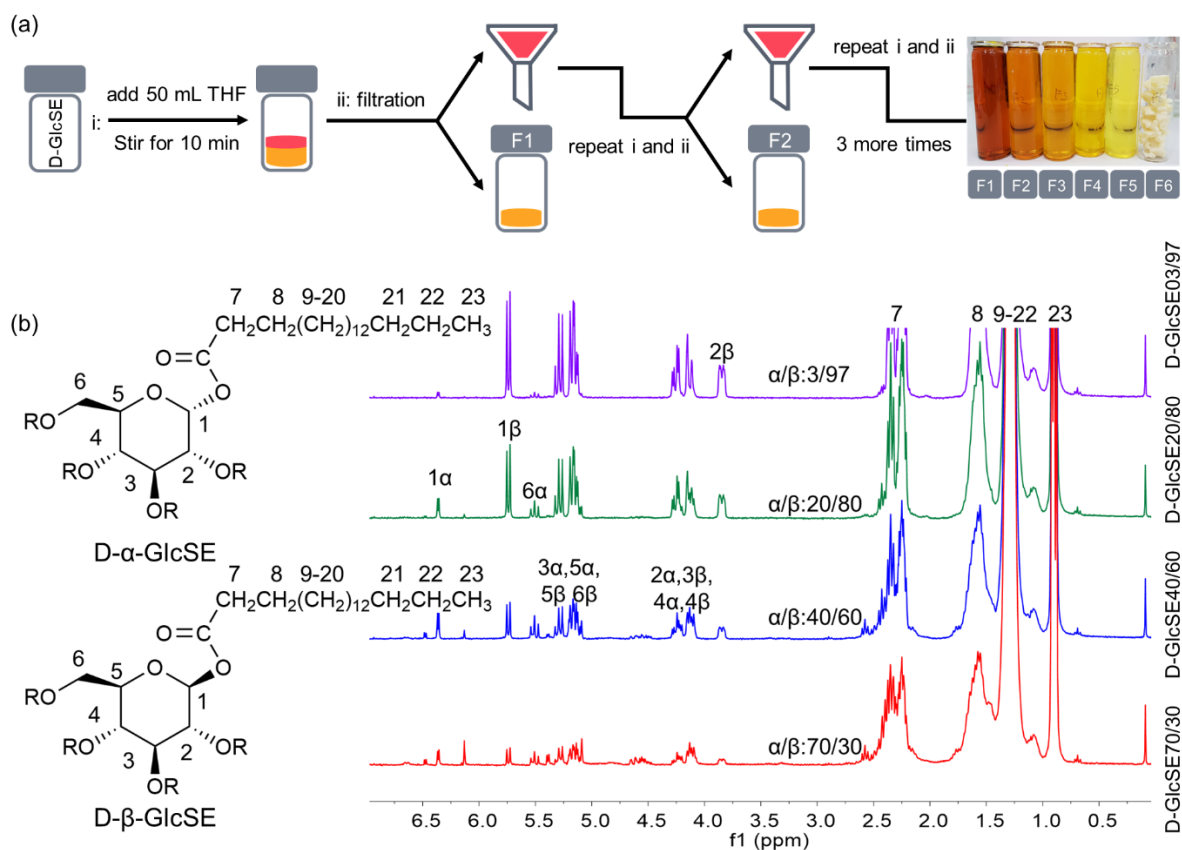 (a)
D-GlcSE
i:
add 50 mL THF
Stir for 10 min
ii: filtration
F1
repeat i and ii
F2
repeat i and ii
3 more times
F1 F2 F3 F4 F5 F6
(b)
7 8 9-20 21 22 23
CH₂CH₂(CH₂)₁₂CH₂CH₂CH₃
O=C
O
6
5
O
RO
4
1
RO
2
OR
3
OR
D-α-GlcSE
7 8 9-20 21 22 23
CH₂CH₂(CH₂)₁₂CH₂CH₂CH₃
O=C
O
6
5
O
RO
4
1
RO
2
OR
3
OR
D-β-GlcSE
7 8 9-22 23
2β
α/β:3/97
D-GlcSE03/97
1β
1α
6α
α/β:20/80
D-GlcSE20/80
3α,5α,
5β 6β
2α,3β,
4α,4β
α/β:40/60
D-GlcSE40/60
α/β:70/30
D-GlcSE70/30
6.5 6.0 5.5 5.0 4.5 4.0 3.5 3.0 2.5 2.0 1.5 1.0 0.5
f1 (ppm)